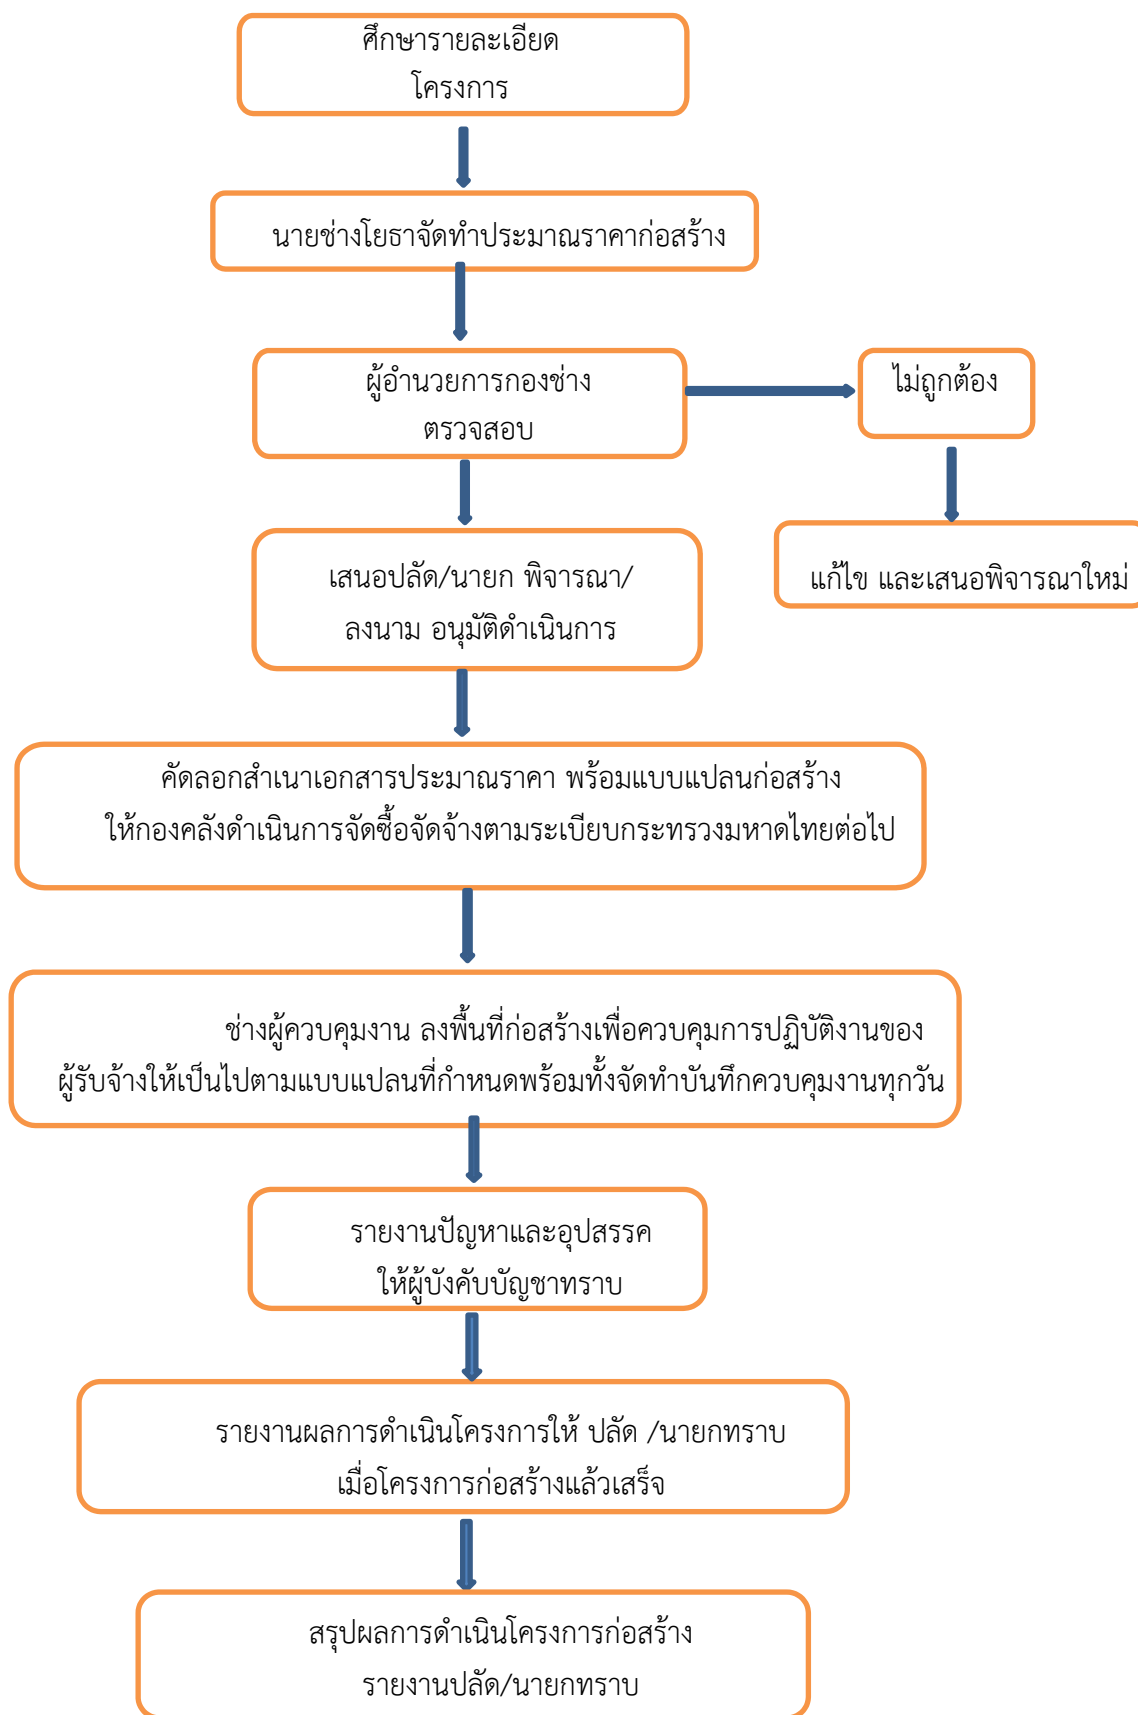 ศึกษารายละเอียด
โครงการ
นายช่างโยธาจัดทำประมาณราคาก่อสร้าง
ผู้อำนวยการกองช่าง
ตรวจสอบ
ไม่ถูกต้อง
เสนอปลัด/นายก พิจารณา/
ลงนาม อนุมัติดำเนินการ
แก้ไข และเสนอพิจารณาใหม่
คัดลอกสำเนาเอกสารประมาณราคา พร้อมแบบแปลนก่อสร้าง
ให้กองคลังดำเนินการจัดซื้อจัดจ้างตามระเบียบกระทรวงมหาดไทยต่อไป
ช่างผู้ควบคุมงาน ลงพื้นที่ก่อสร้างเพื่อควบคุมการปฏิบัติงานของ
ผู้รับจ้างให้เป็นไปตามแบบแปลนที่กำหนดพร้อมทั้งจัดทำบันทึกควบคุมงานทุกวัน
รายงานปัญหาและอุปสรรค
ให้ผู้บังคับบัญชาทราบ
รายงานผลการดำเนินโครงการให้ ปลัด /นายกทราบ
เมื่อโครงการก่อสร้างแล้วเสร็จ
สรุปผลการดำเนินโครงการก่อสร้าง
รายงานปลัด/นายกทราบ